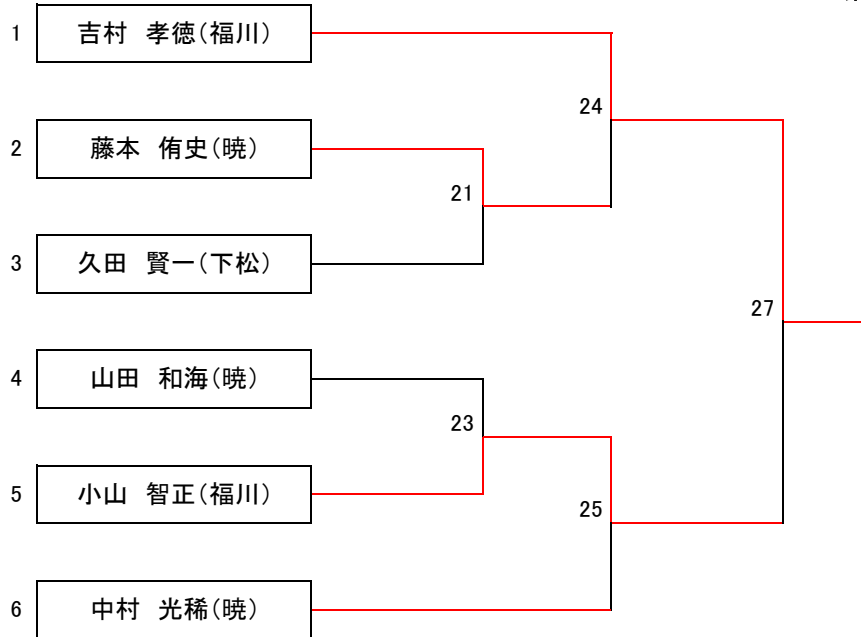 1 吉村 孝徳(福川)
24
2 藤本 侑史(暁)
21
3 久田 賢一(下松)
27
4 山田 和海(暁)
23
5 小山 智正(福川)
25
6 中村 光稀(暁)